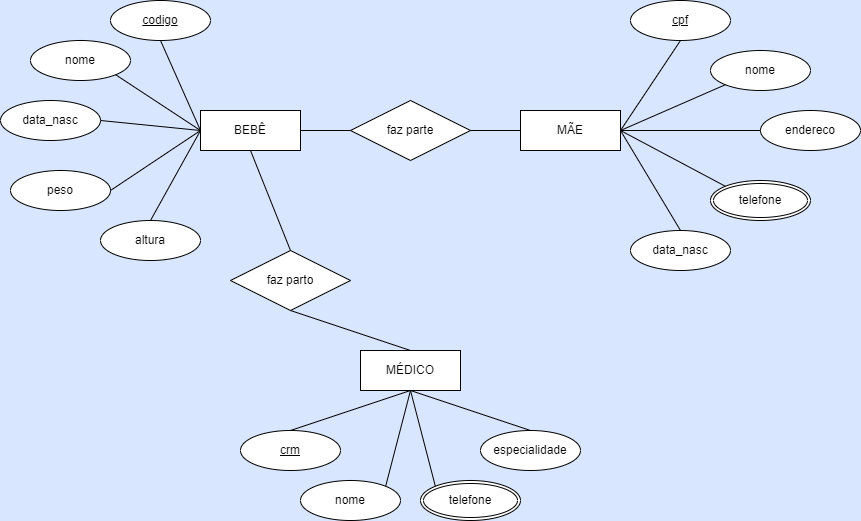 codigo
cpf
nome
nome
data_nasc
BEBÊ
faz parte
MÃE
endereco
peso
telefone
altura
data_nasc
faz parto
MÉDICO
crm
especialidade
nome
telefone